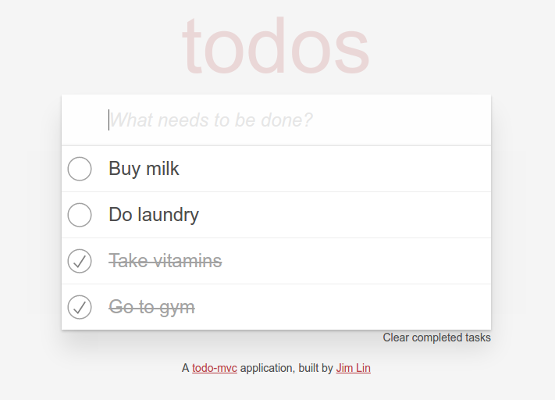 todos
What needs to be done?
Buy milk
Do laundry
Take vitamins
Go to gym
Clear completed tasks
A todo-mvc application, built by Jim Lin